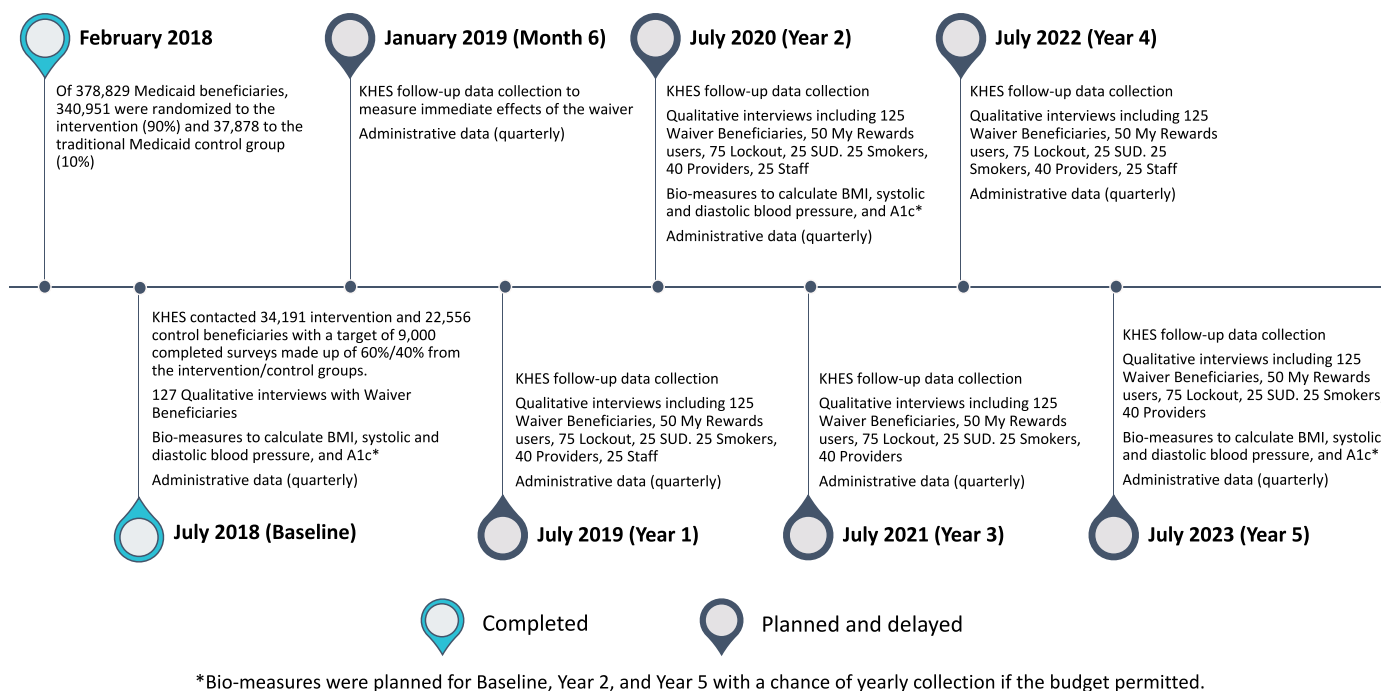 February 2018
Of 378,829 Medicaid beneficiaries,
340,951 were randomized to the
intervention (90%) and 37,878 to the
traditional Medicaid control group
(10%)
January 2019 (Month 6)
KHES follow-up data collection to
measure immediate effects of the waiver
Administrative data (quarterly)
July 2020 (Year 2)
KHES follow-up data collection
Qualitative interviews including 125
Waiver Beneficiaries, 50 My Rewards
users, 75 Lockout, 25 SUD. 25 Smokers,
40 Providers, 25 Staff
Bio-measures to calculate BMI, systolic
and diastolic blood pressure, and A1c*
Administrative data (quarterly)
July 2022 (Year 4)
KHES follow-up data collection
Qualitative interviews including 125
Waiver Beneficiaries, 50 My Rewards
users, 75 Lockout, 25 SUD. 25
Smokers, 40 Providers, 25 Staff
Administrative data (quarterly)
KHES contacted 34,191 intervention and 22,556
control beneficiaries with a target of 9,000
completed surveys made up of 60%/40% from
the intervention/control groups.
127 Qualitative interviews with Waiver
Beneficiaries
Bio-measures to calculate BMI, systolic and
diastolic blood pressure, and A1c*
Administrative data (quarterly)
July 2018 (Baseline)
KHES follow-up data collection
Qualitative interviews including 125
Waiver Beneficiaries, 50 My Rewards
users, 75 Lockout, 25 SUD. 25 Smokers,
40 Providers, 25 Staff
Administrative data (quarterly)
July 2019 (Year 1)
KHES follow-up data collection
Qualitative interviews including 125
Waiver Beneficiaries, 50 My Rewards
users, 75 Lockout, 25 SUD. 25 Smokers,
40 Providers
Administrative data (quarterly)
July 2021 (Year 3)
KHES follow-up data collection
Qualitative interviews including 125
Waiver Beneficiaries, 50 My Rewards
users, 75 Lockout, 25 SUD. 25 Smokers
40 Providers
Bio-measures to calculate BMI, systolic
and diastolic blood pressure, and A1c*
Administrative data (quarterly)
July 2023 (Year 5)
Completed
Planned and delayed
*Bio-measures were planned for Baseline, Year 2, and Year 5 with a chance of yearly collection if the budget permitted.